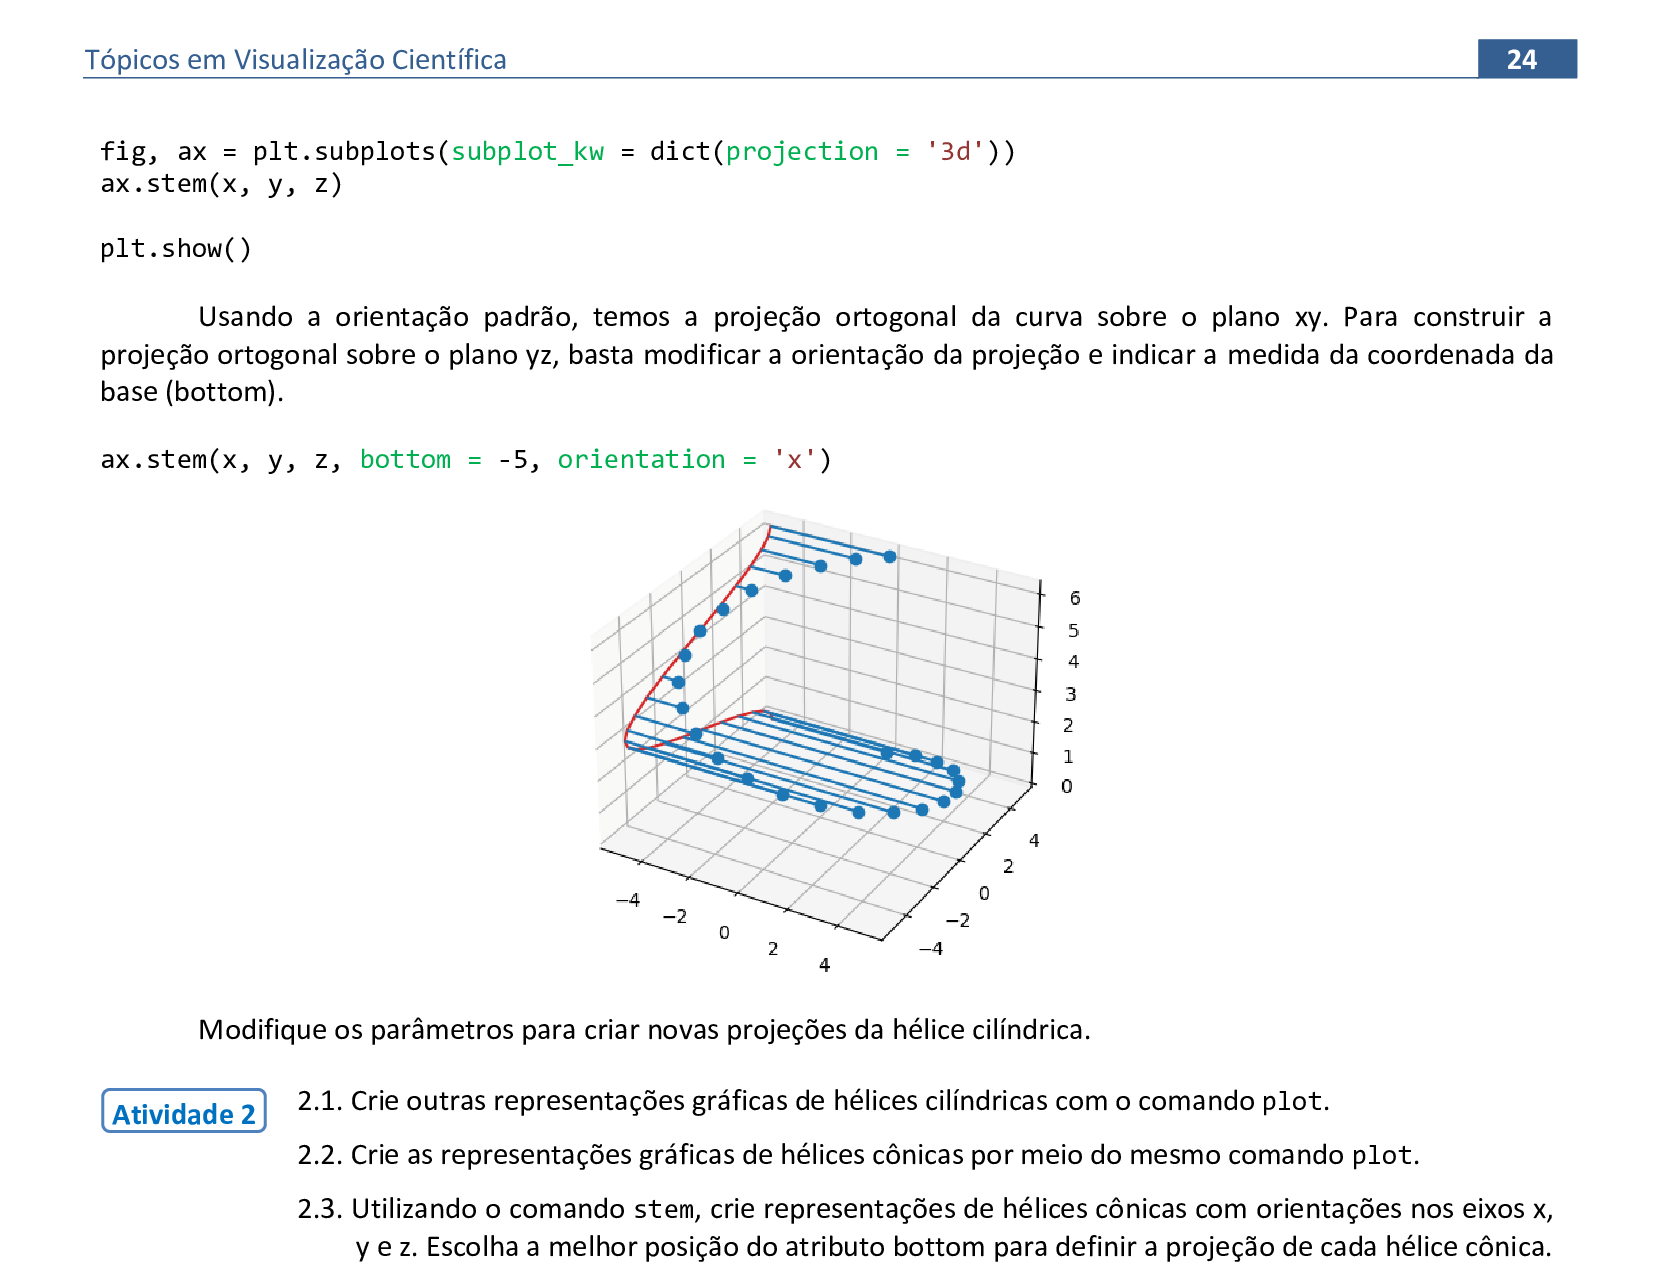 Tópicos em Visualização Científica
24
fig, ax = plt.subplots(subplot_kw = dict(projection = '3d'))
ax.stem(x, y, z)
plt.show()
Usando a orientação padrão, temos a projeção ortogonal da curva sobre o plano xy. Para construir a
projeção ortogonal sobre o plano yz, basta modificar a orientação da projeção e indicar a medida da coordenada da
base (bottom).
ax.stem(x, y, z, bottom = -5, orientation = 'x')
6
5
4
3
2
1
0
4
2
0
−2
−4
−4
−2
0
2
4
Modifique os parâmetros para criar novas projeções da hélice cilíndrica.
Atividade 2
2.1. Crie outras representações gráficas de hélices cilíndricas com o comando plot.
2.2. Crie as representações gráficas de hélices cônicas por meio do mesmo comando plot.
2.3. Utilizando o comando stem, crie representações de hélices cônicas com orientações nos eixos x,
y e z. Escolha a melhor posição do atributo bottom para definir a projeção de cada hélice cônica.